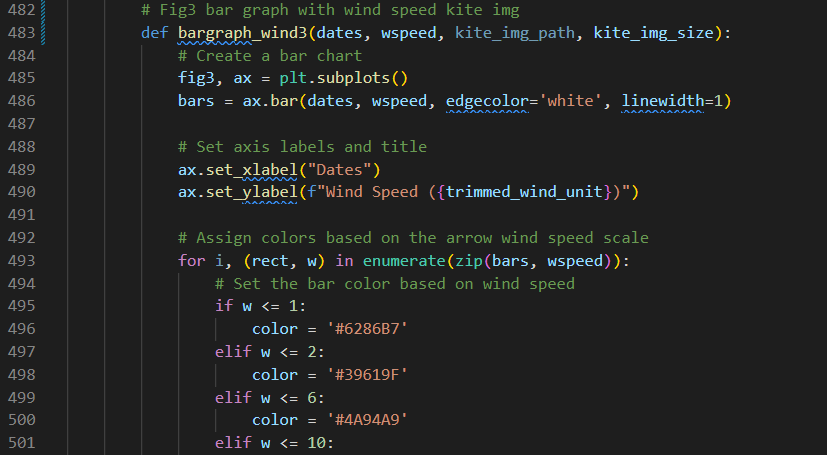 482 # Fig3 bar graph with wind speed kite img
483 def bargraph_wind3(dates, wspeed, kite_img_path, kite_img_size):
484 # Create a bar chart
485 fig3, ax = plt.subplots()
486 bars = ax.bar(dates, wspeed, edgecolor='white', linewidth=1)
487
488 # Set axis labels and title
489 ax.set_xlabel("Dates")
490 ax.set_ylabel(f"Wind Speed ({trimmed_wind_unit})")
491
492 # Assign colors based on the arrow wind speed scale
493 for i, (rect, w) in enumerate(zip(bars, wspeed)):
494 # Set the bar color based on wind speed
495 if w <= 1:
496 color = '#6286B7'
497 elif w <= 2:
498 color = '#39619F'
499 elif w <= 6:
500 color = '#4A94A9'
501 elif w <= 10: